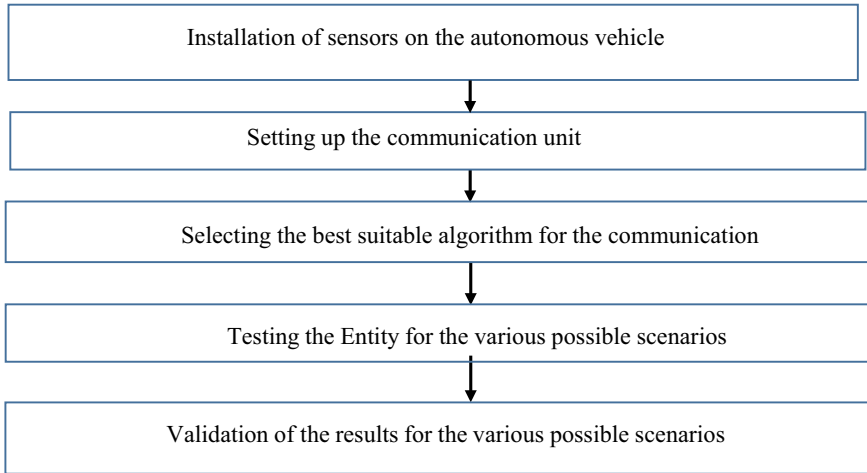 Installation of sensors on the autonomous vehicle
Setting up the communication unit
Selecting the best suitable algorithm for the communication
Testing the Entity for the various possible scenarios
Validation of the results for the various possible scenarios